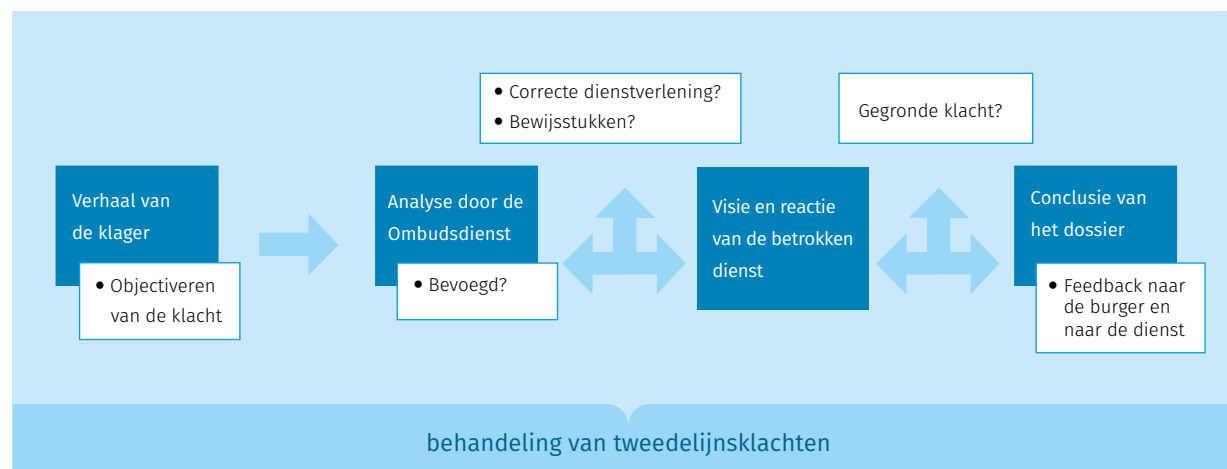 Verhaal van
de klager
• Objectiveren
van de klacht
Analyse door de
Ombudsdienst
• Bevoegd?
• Correcte dienstverlening?
• Bewijsstukken?
Visie en reactie
van de betrokken
dienst
Gegronde klacht?
Conclusie van
het dossier
• Feedback naar
de burger en
naar de dienst
behandeling van tweedelijnsklachten